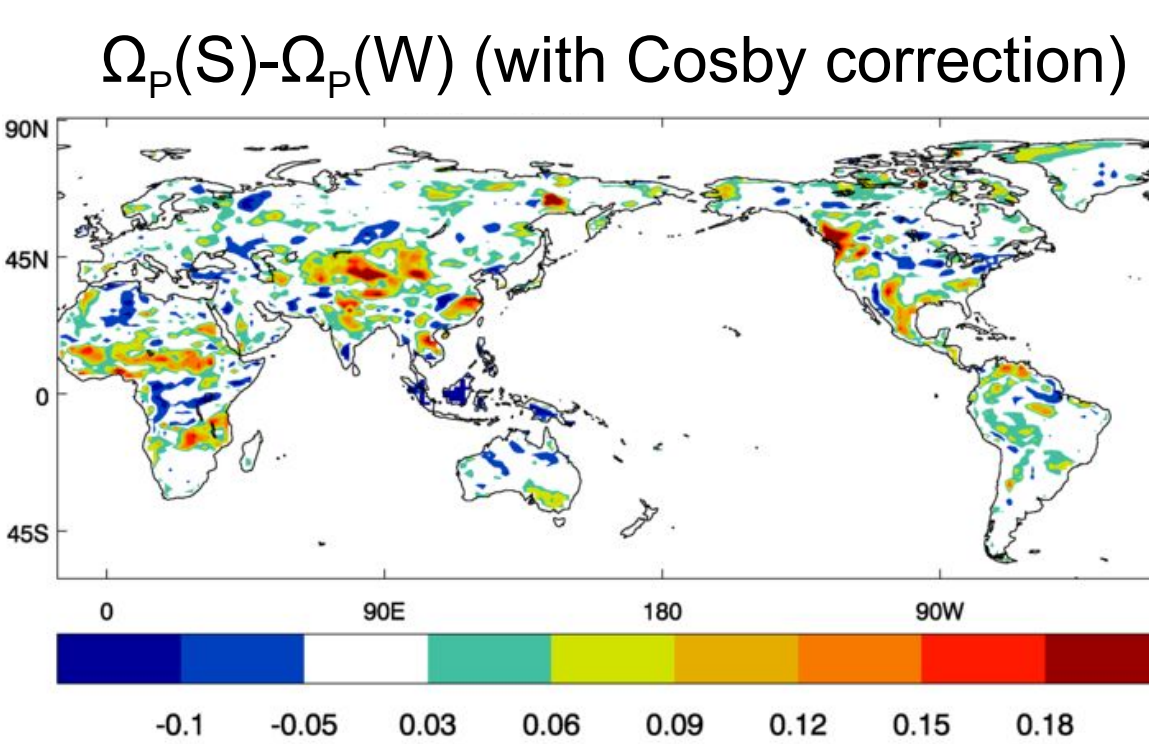 Ωₚ(S)-Ωₚ(W) (with Cosby correction)
90N
45N
0
45S
0 90E 180 90W
-0.1 -0.05 0.03 0.06 0.09 0.12 0.15 0.18